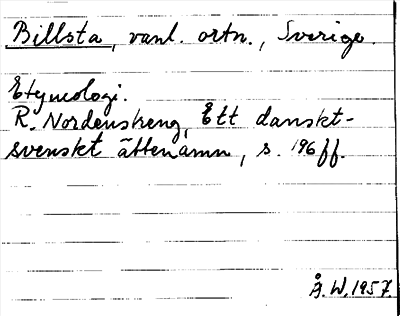 Billsta, vanl. ortn., Sverige.
Etymologi.
R. Nordenstreng, Ett danskt-
svenskt ättenamn, s. 196 ff.
Å. W. 1957.